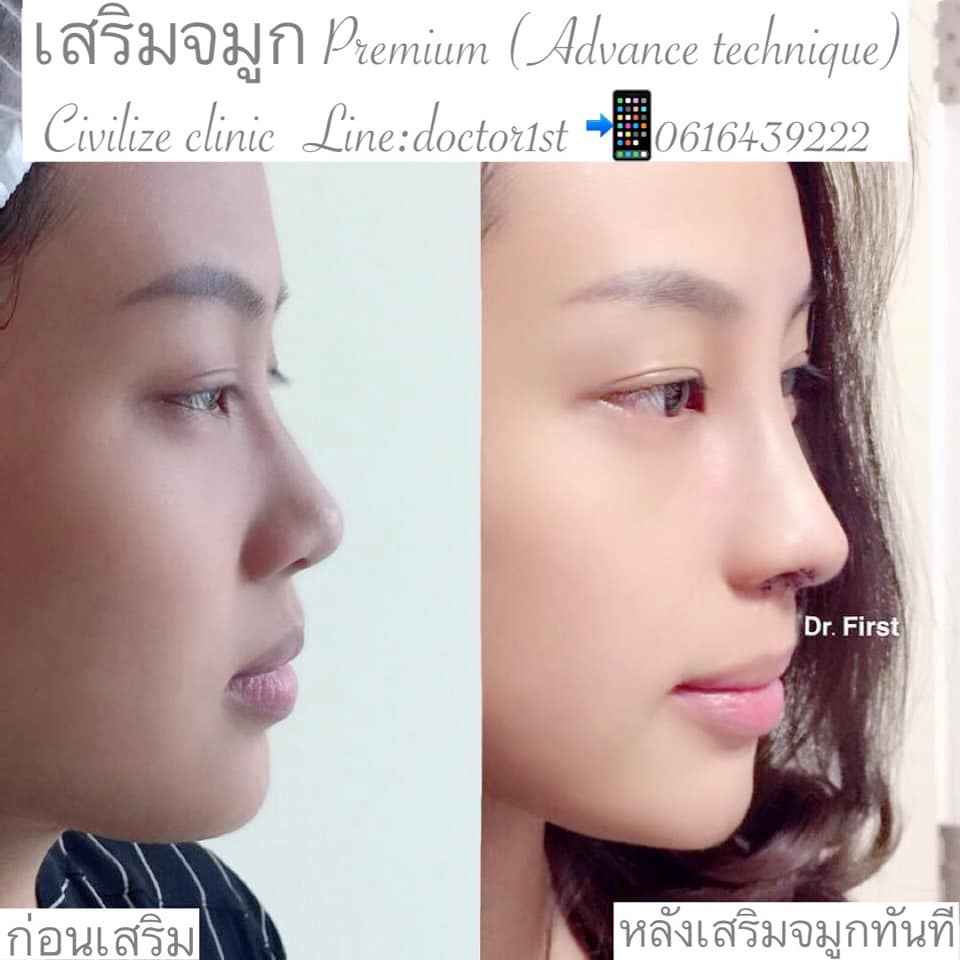 เสริมจมูก Premium (Advance technique)
Civilize clinic Line:doctor1st 0616439222
Dr. First
ก่อนเสริม
หลังเสริมจมูกทันที